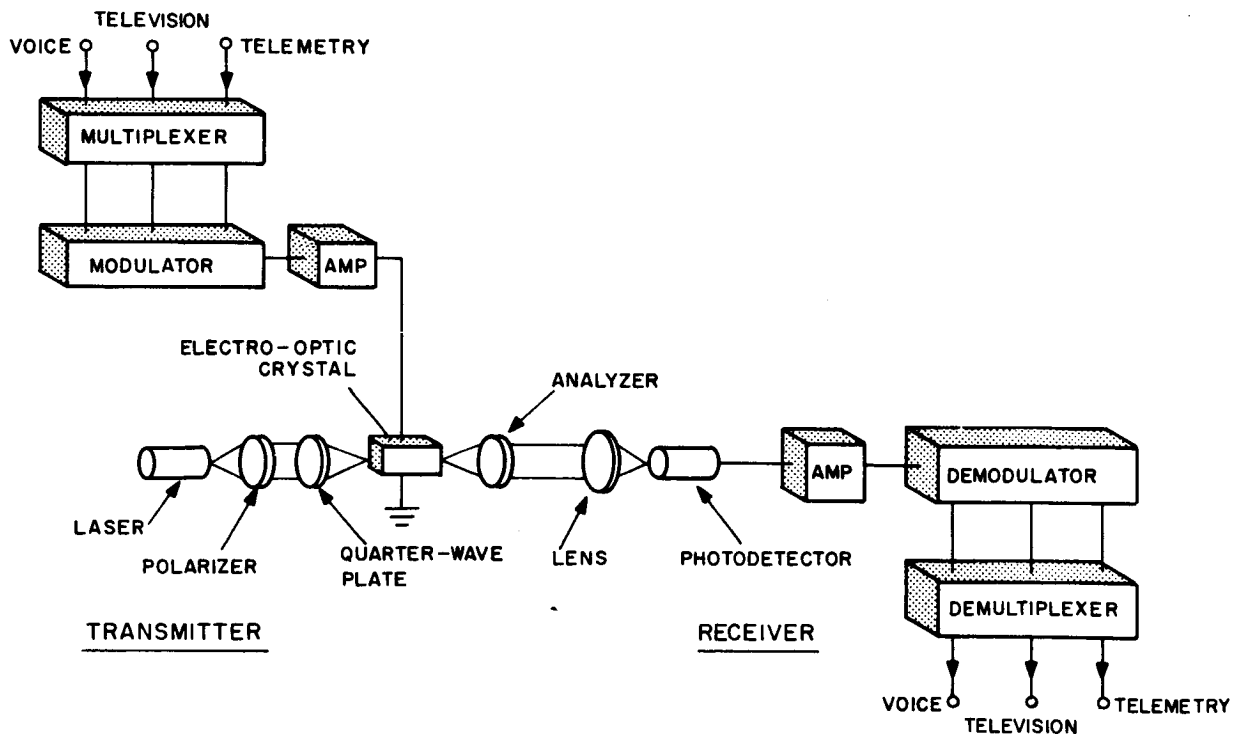 TELEVISION
VOICE
TELEMETRY
MULTIPLEXER
MODULATOR
AMP
ELECTRO-OPTIC
CRYSTAL
ANALYZER
AMP
DEMODULATOR
LASER
POLARIZER
QUARTER-WAVE
PLATE
LENS
PHOTODETECTOR
DEMULTIPLEXER
TRANSMITTER
RECEIVER
VOICE
TELEVISION
TELEMETRY